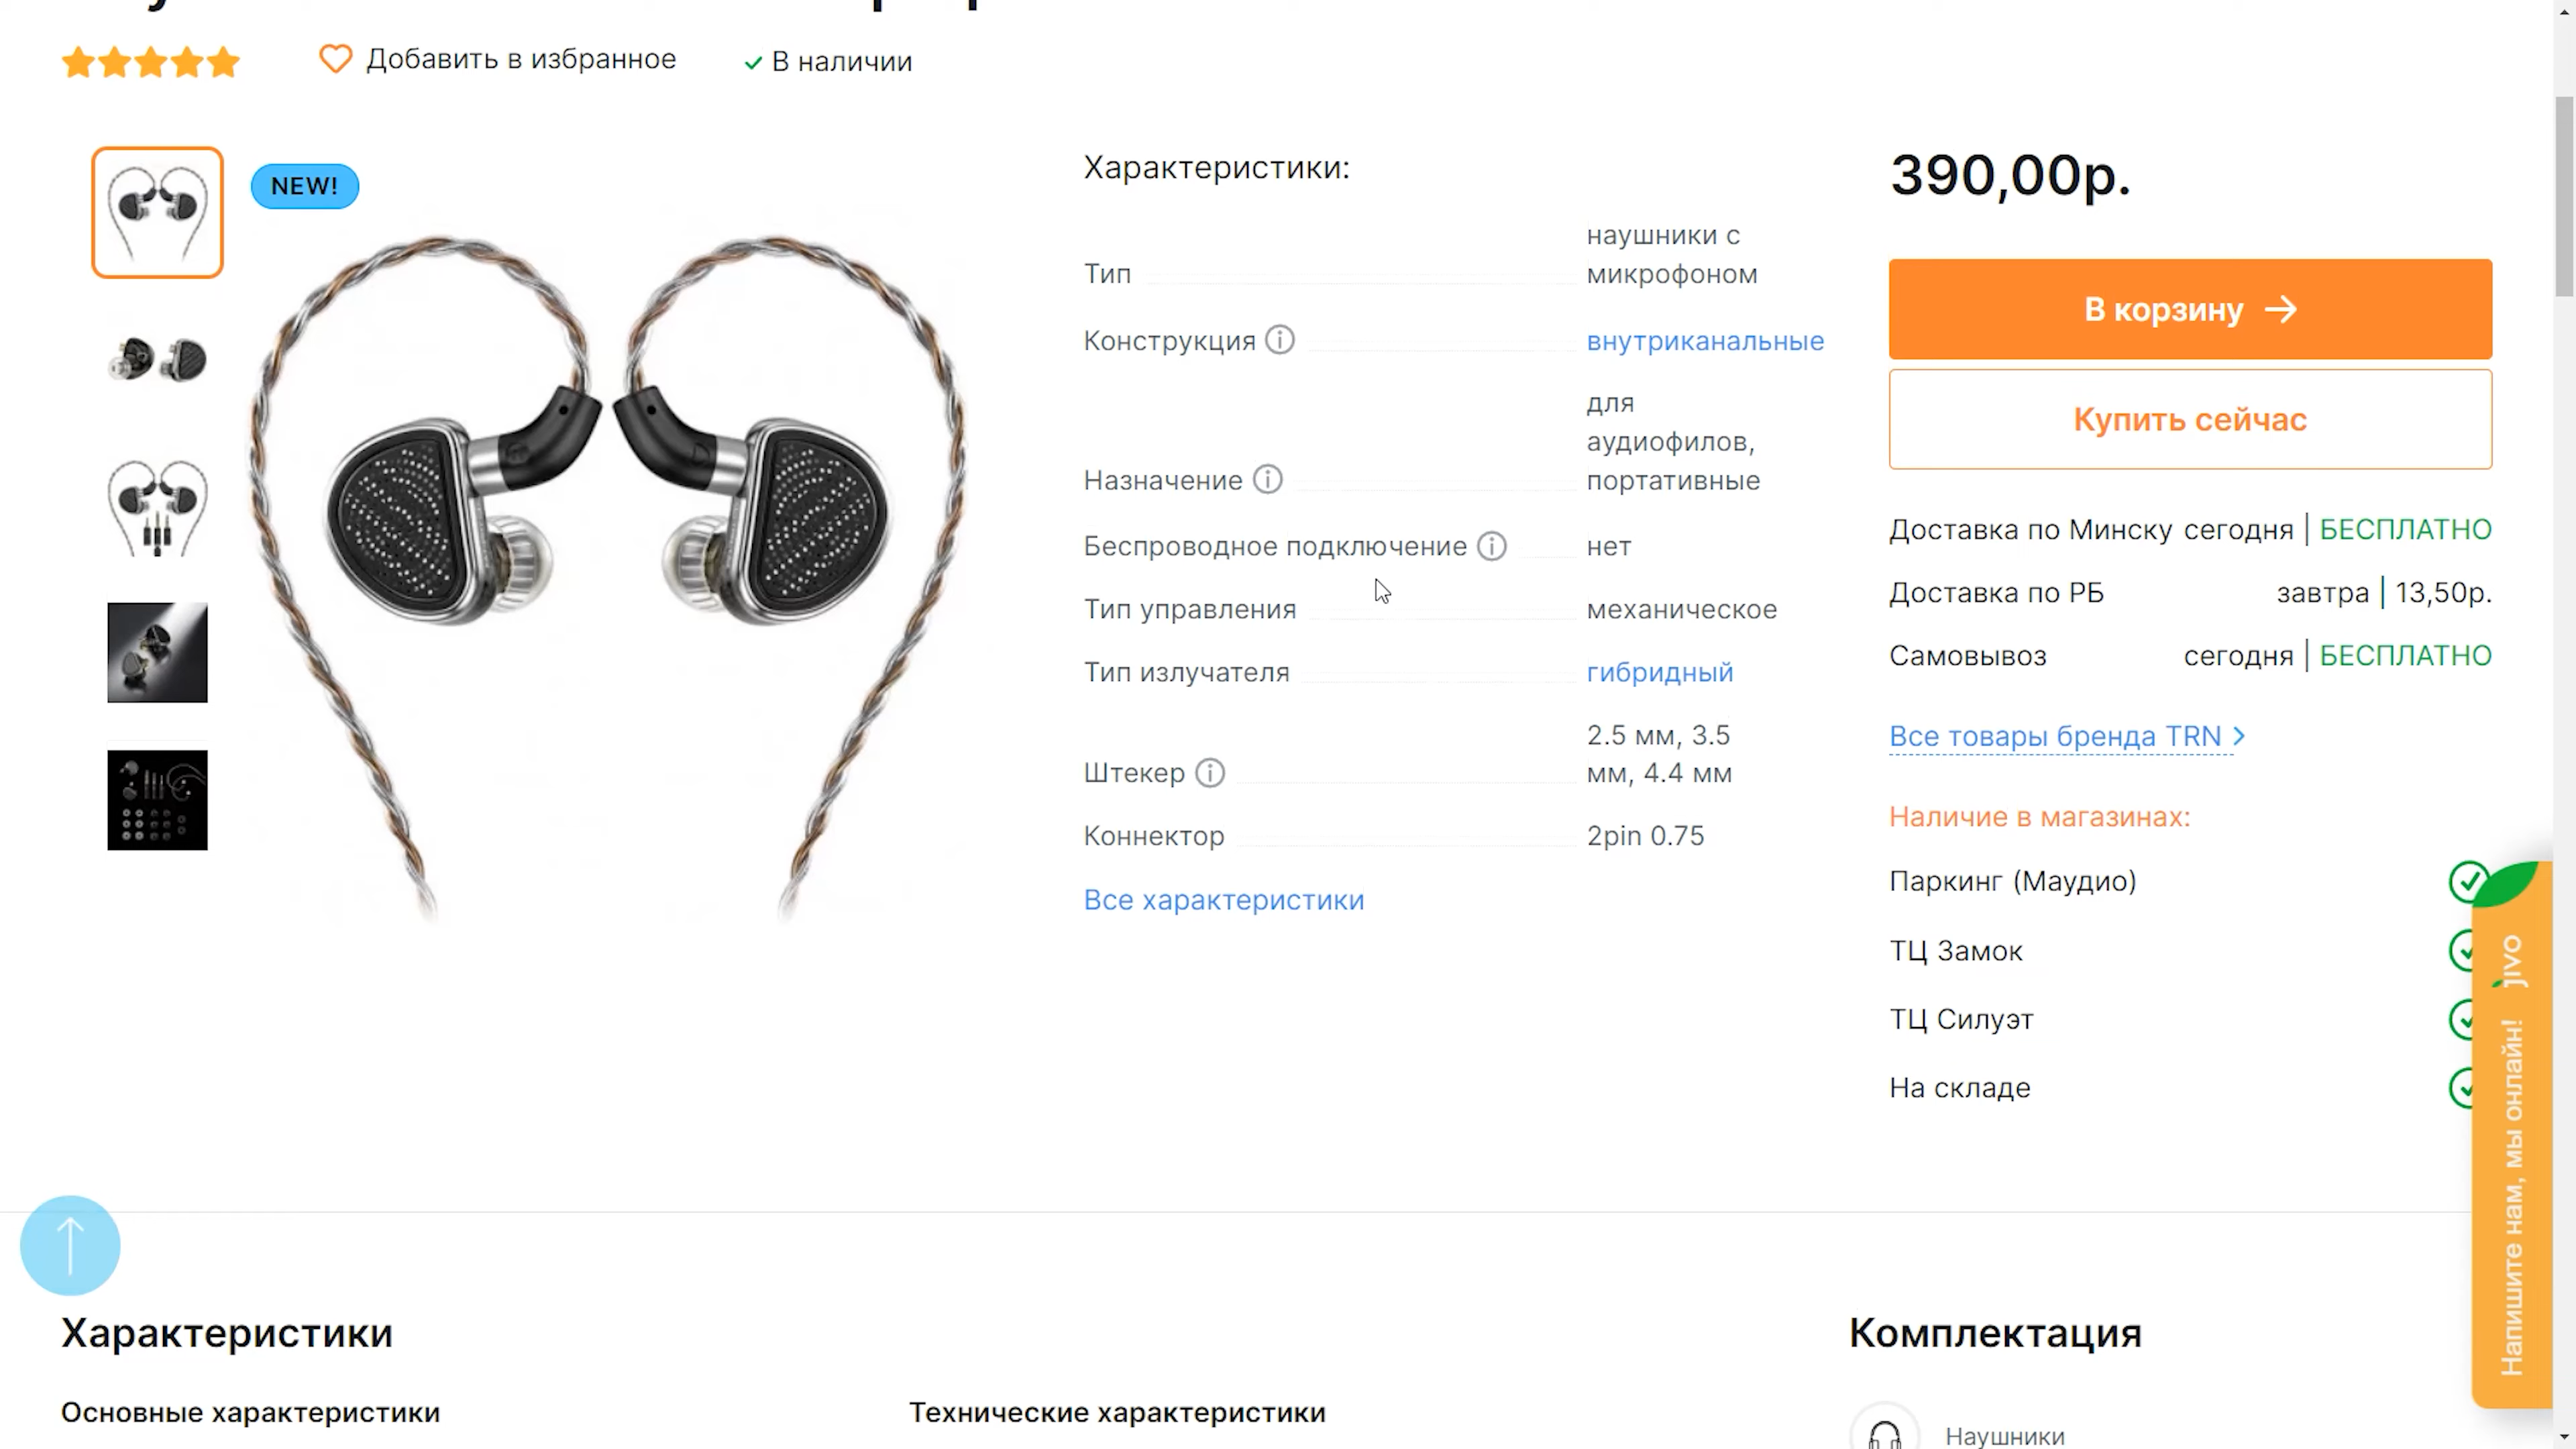 Добавить в избранное
В наличии
NEW!
Характеристики:
Тип
наушники с
микрофоном
Конструкция
внутриканальные
Назначение
для
аудиофилов,
портативные
Беспроводное подключение
нет
Тип управления
механическое
Тип излучателя
гибридный
Штекер
2.5 мм, 3.5
мм, 4.4 мм
Коннектор
2pin 0.75
Все характеристики
390,00р.
В корзину
Купить сейчас
Доставка по Минску сегодня | БЕСПЛАТНО
Доставка по РБ завтра | 13,50р.
Самовывоз сегодня | БЕСПЛАТНО
Все товары бренда TRN
Наличие в магазинах:
Паркинг (Маудио)
ТЦ Замок
ТЦ Силуэт
На складе
Напишите нам, мы онлайн! jivo
Характеристики
Основные характеристики
Технические характеристики
Комплектация
Наушники